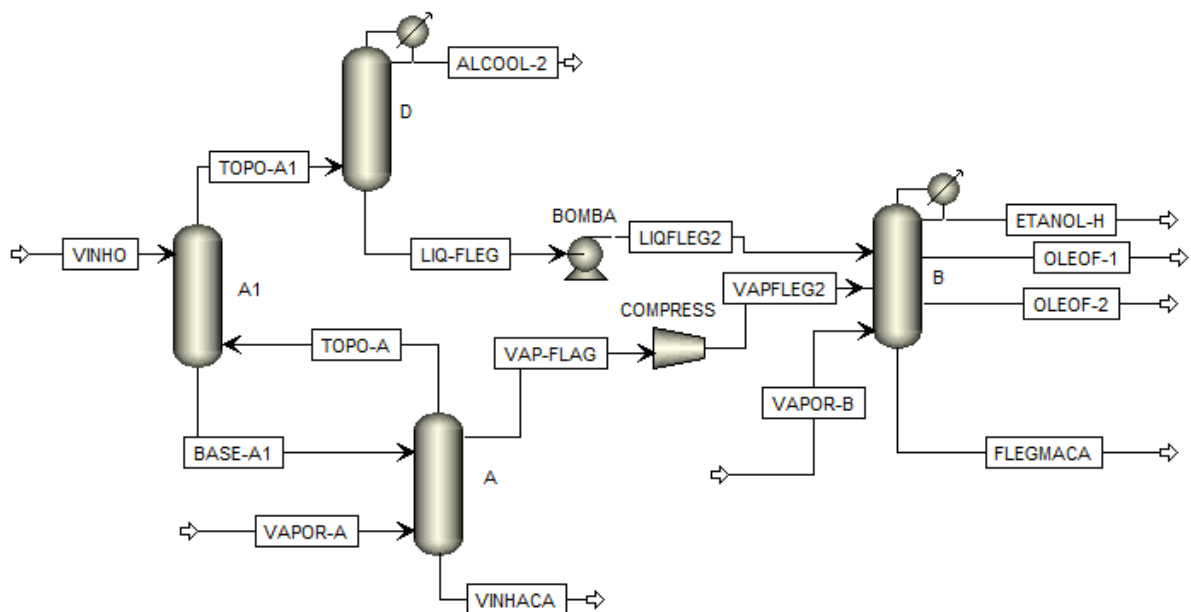 ALCOOL-2
D
TOPO-A1
BOMBA
LIQFLEG2
ETANOL-H
VINHO
LIQ-FLEG
OLEOF-1
A1
B
VAPFLEG2
OLEOF-2
COMPRESS
TOPO-A
VAP-FLAG
VAPOR-B
BASE-A1
FLEGMACA
A
VAPOR-A
VINHACA